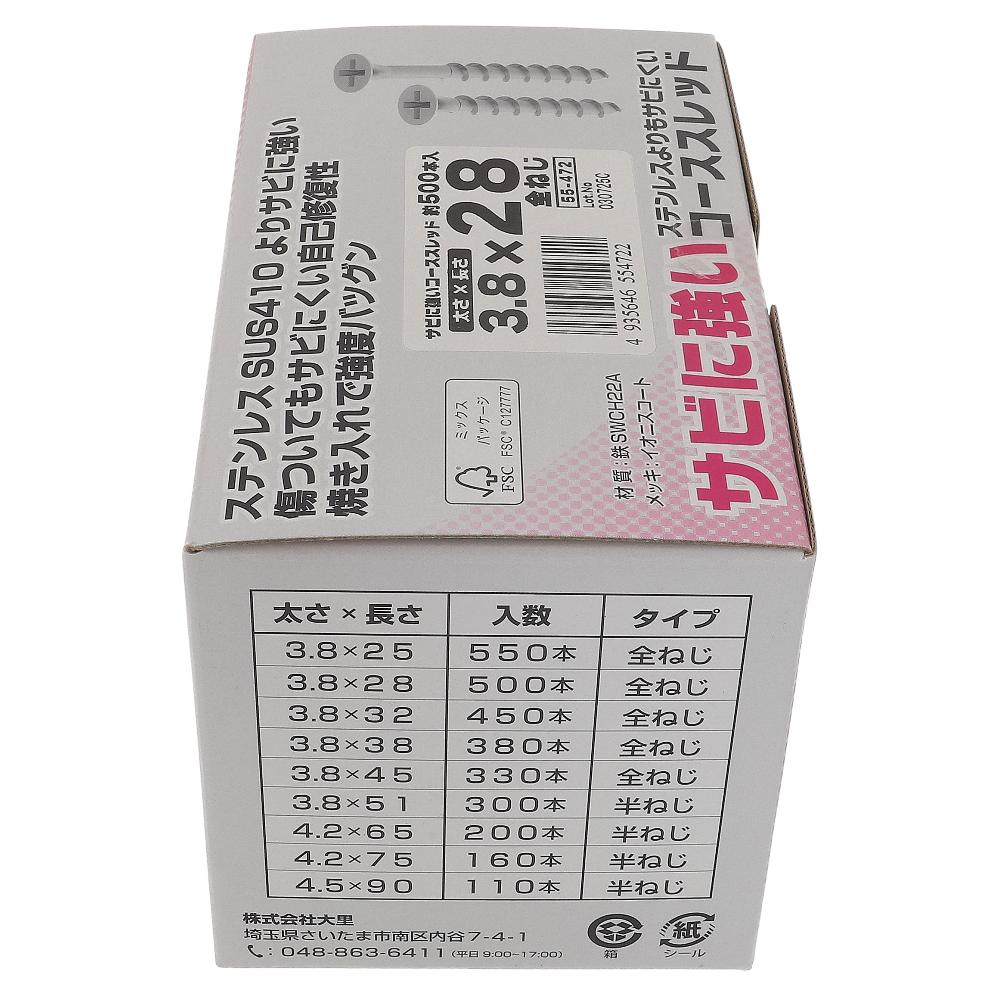 ステンレスSUS410よりサビに強い
傷ついてもサビにくい自己修復性
焼き入れで強度バツグン
サビに強いコーススレッド 約500本入
太さ×長さ
3.8×28
全ねじ
55-472
Lot.No
030725C
4 935646 554722
ミックス
パッケージ
FSC® C127777
FSC
材質:鉄SWCH22A
メッキ:イオニスコート
ステンレスよりもサビにくい
サビに強い
コーススレッド
太さ×長さ 入数 タイプ
3.8×25 550本 全ねじ
3.8×28 500本 全ねじ
3.8×32 450本 全ねじ
3.8×38 380本 全ねじ
3.8×45 330本 全ねじ
3.8×51 300本 半ねじ
4.2×65 200本 半ねじ
4.2×75 160本 半ねじ
4.5×90 110本 半ねじ
株式会社大里
埼玉県さいたま市南区内谷7-4-1
:048-863-6411(平日9:00~17:00)
箱
紙
シール